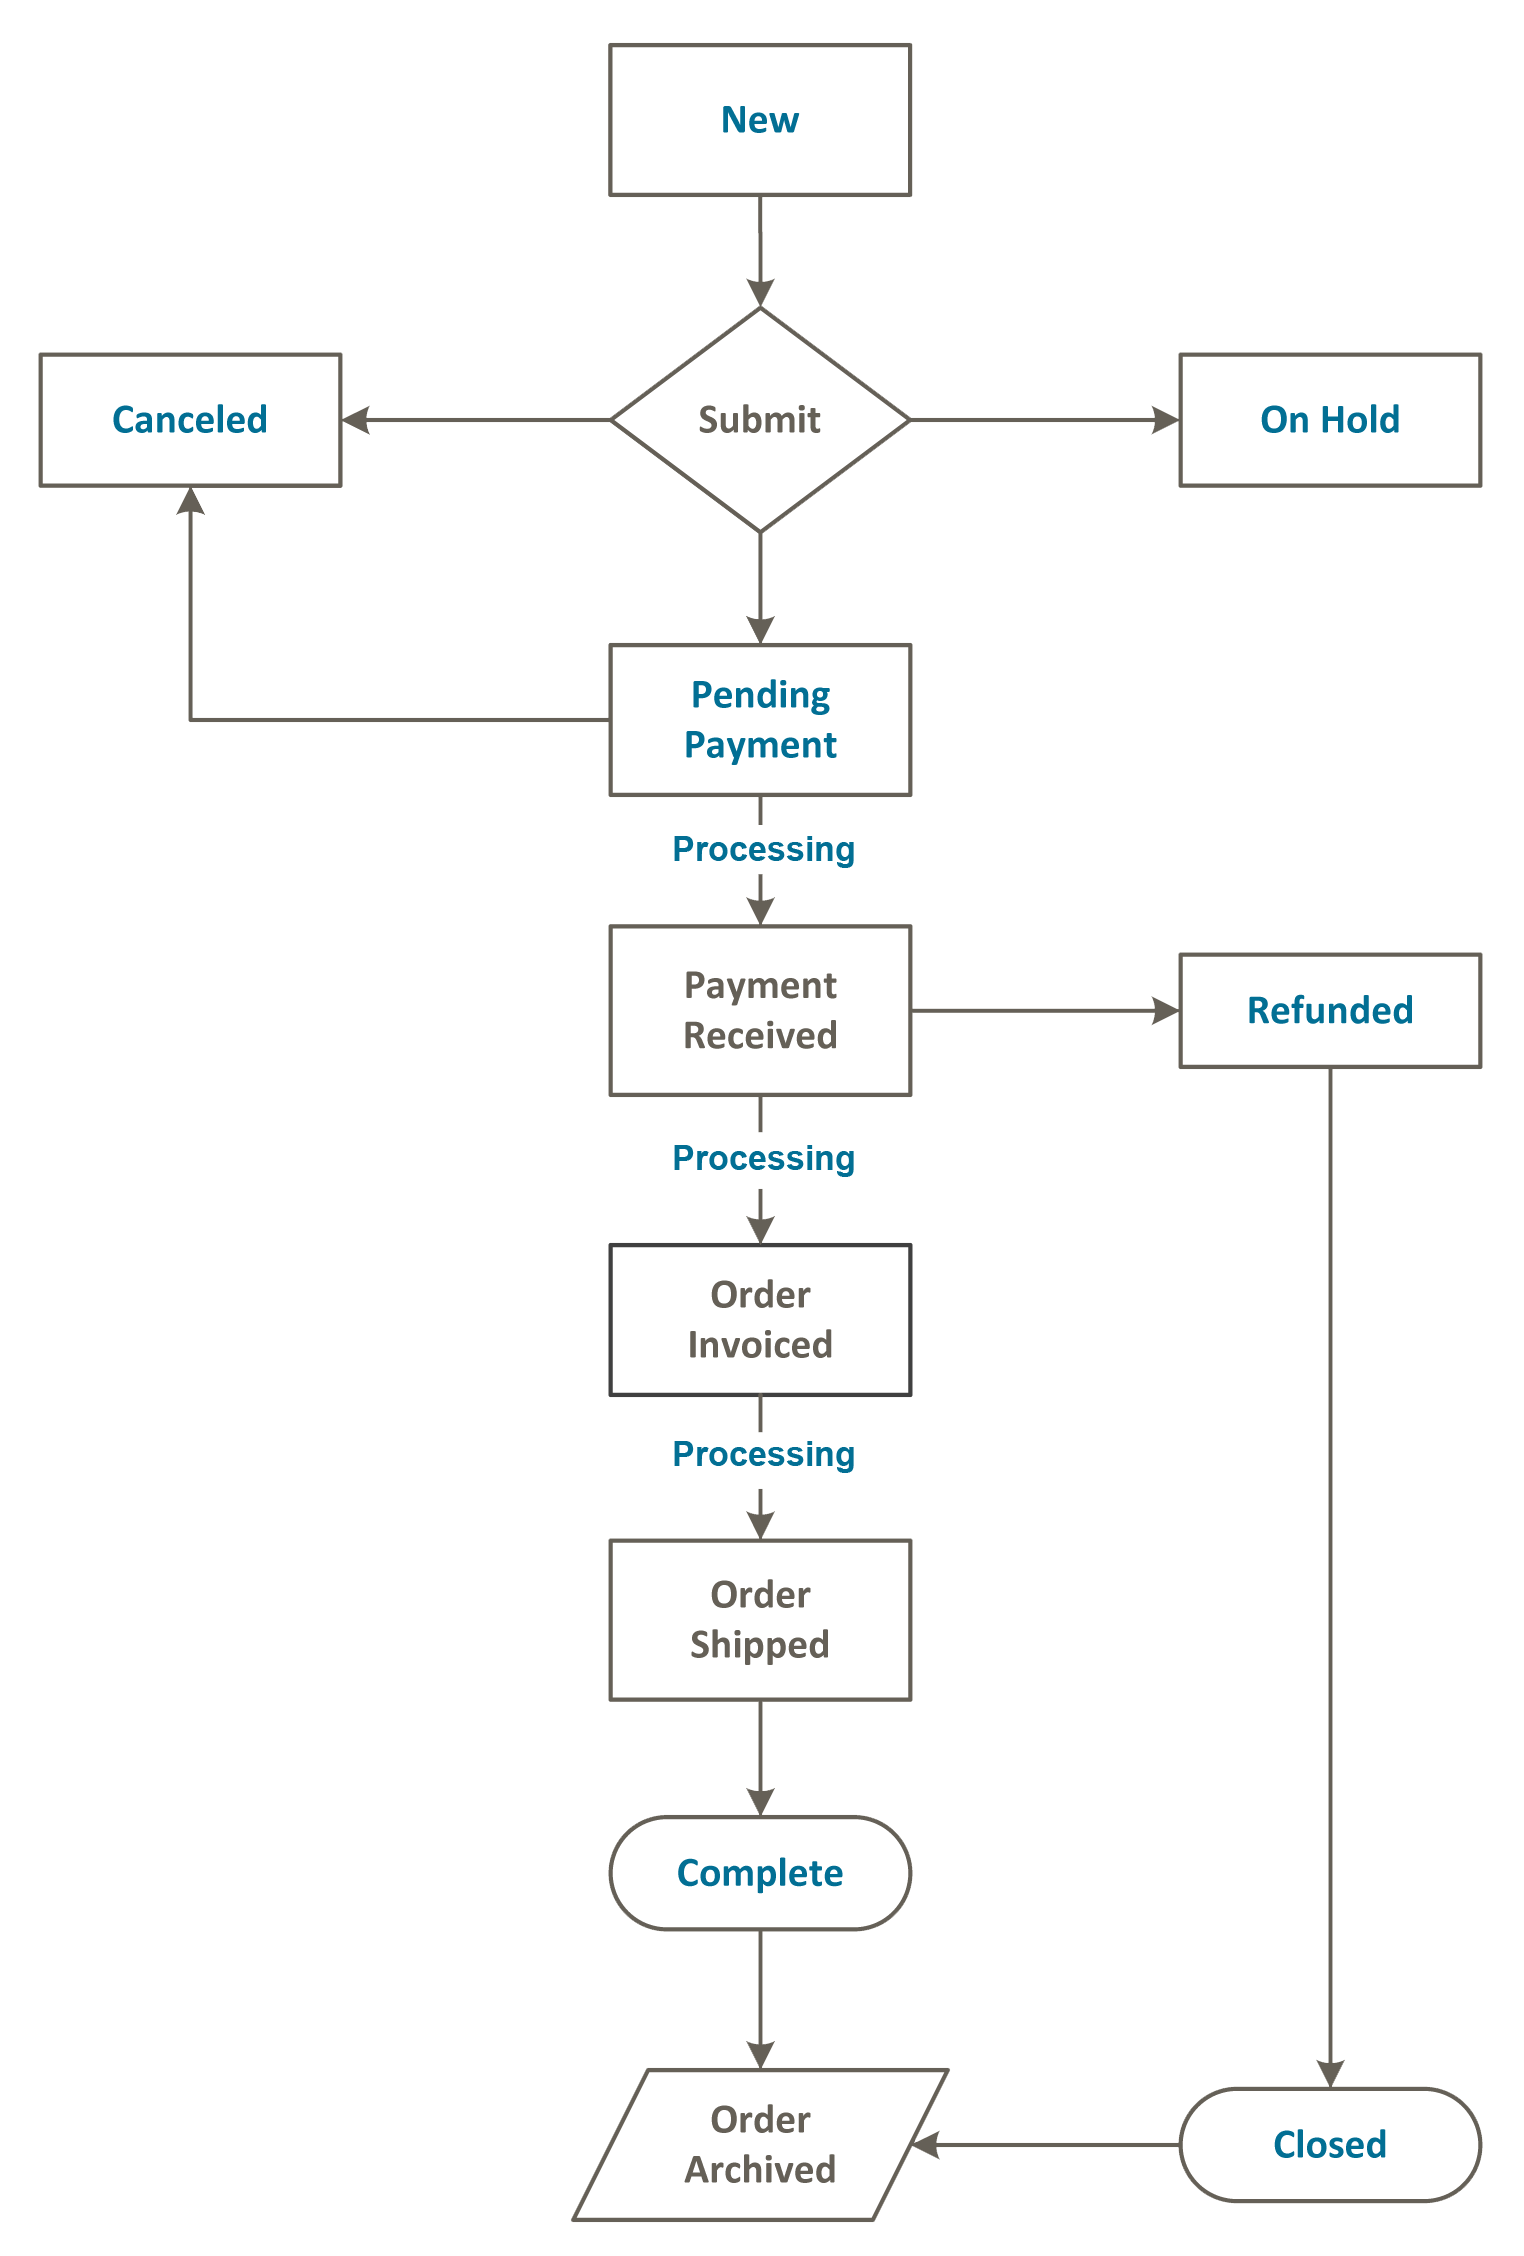 New
Canceled
Submit
On Hold
Pending
Payment
Processing
Payment
Received
Refunded
Processing
Order
Invoiced
Processing
Order
Shipped
Complete
Order
Archived
Closed